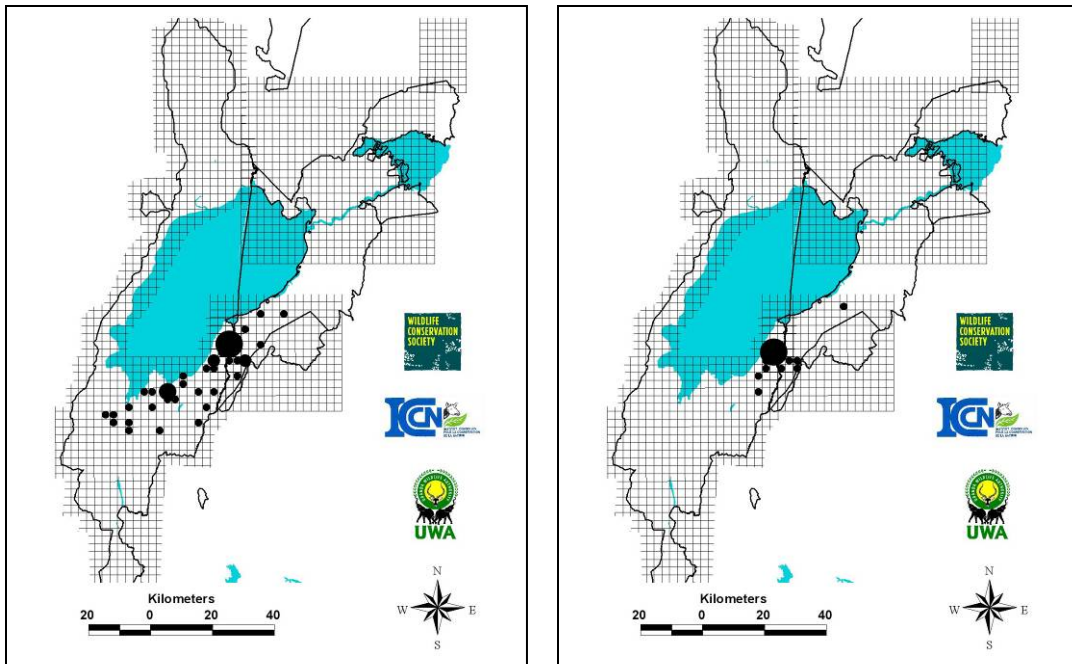 WILDLIFE
CONSERVATION
SOCIETY
ICCN
UWA
Kilometers
20 0 20 40
N
W E
S
WILDLIFE
CONSERVATION
SOCIETY
ICCN
UWA
Kilometers
20 0 20 40
N
W E
S